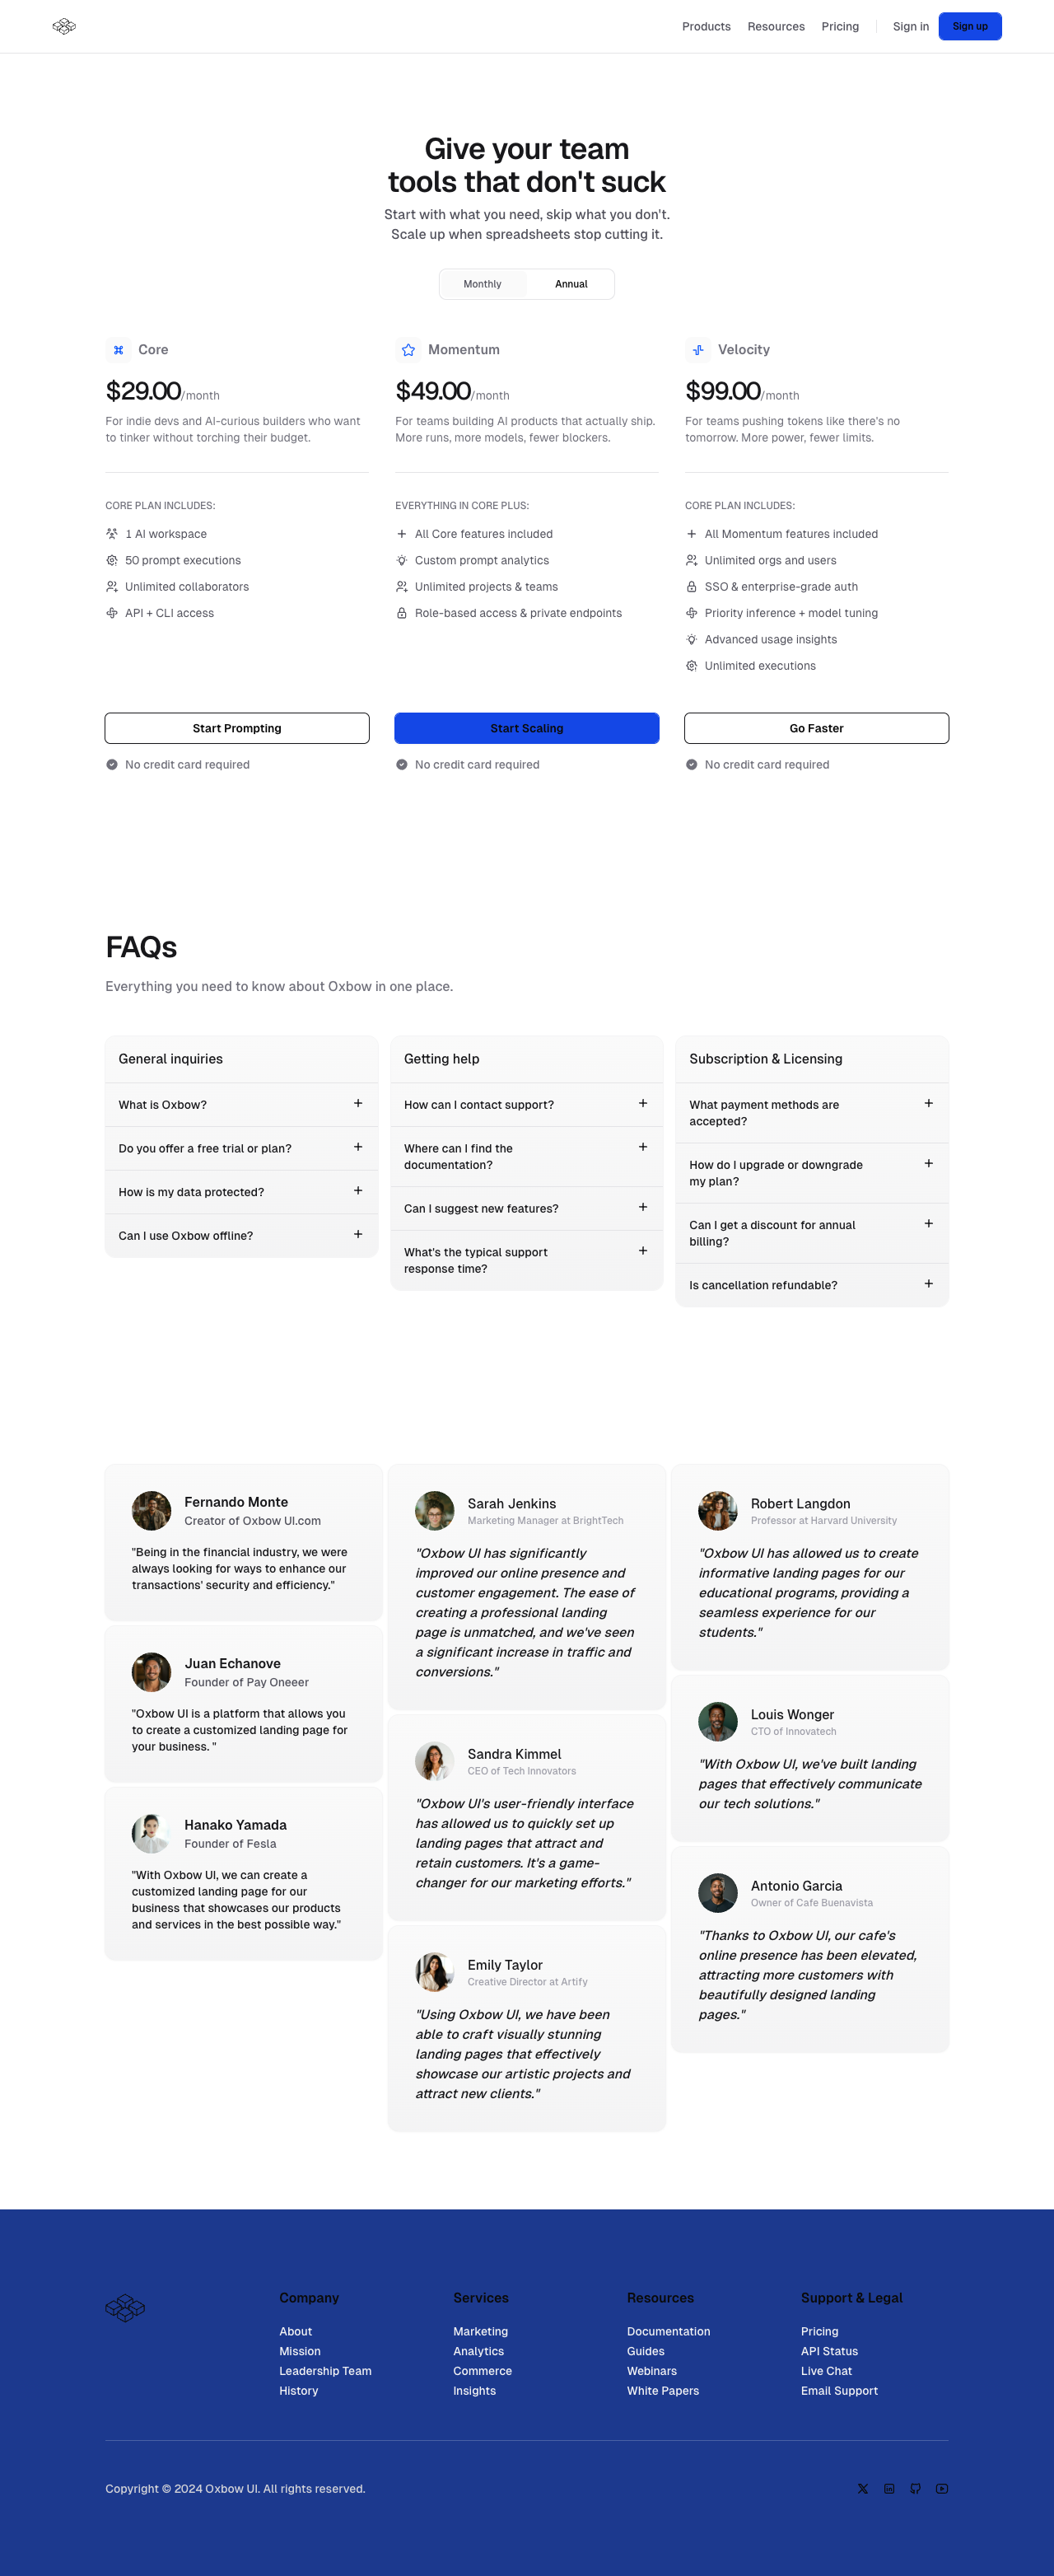 Products
Resources
Pricing
Sign in
Sign up
Give your team
tools that don't suck
Start with what you need, skip what you don't.
Scale up when spreadsheets stop cutting it.
Monthly
Annual
Core
$29.00/month
For indie devs and AI-curious builders who want
to tinker without torching their budget.
CORE PLAN INCLUDES:
1 AI workspace
50 prompt executions
Unlimited collaborators
API + CLI access
Start Prompting
No credit card required
Momentum
$49.00/month
For teams building AI products that actually ship.
More runs, more models, fewer blockers.
EVERYTHING IN CORE PLUS:
All Core features included
Custom prompt analytics
Unlimited projects & teams
Role-based access & private endpoints
Start Scaling
No credit card required
Velocity
$99.00/month
For teams pushing tokens like there's no
tomorrow. More power, fewer limits.
CORE PLAN INCLUDES:
All Momentum features included
Unlimited orgs and users
SSO & enterprise-grade auth
Priority inference + model tuning
Advanced usage insights
Unlimited executions
Go Faster
No credit card required
FAQs
Everything you need to know about Oxbow in one place.
General inquiries
What is Oxbow?
Do you offer a free trial or plan?
How is my data protected?
Can I use Oxbow offline?
Getting help
How can I contact support?
Where can I find the
documentation?
Can I suggest new features?
What's the typical support
response time?
Subscription & Licensing
What payment methods are
accepted?
How do I upgrade or downgrade
my plan?
Can I get a discount for annual
billing?
Is cancellation refundable?
Fernando Monte
Creator of Oxbow UI.com
"Being in the financial industry, we were
always looking for ways to enhance our
transactions' security and efficiency."
Juan Echanove
Founder of Pay Oneeer
"Oxbow UI is a platform that allows you
to create a customized landing page for
your business. "
Hanako Yamada
Founder of Fesla
"With Oxbow UI, we can create a
customized landing page for our
business that showcases our products
and services in the best possible way."
Sarah Jenkins
Marketing Manager at BrightTech
"Oxbow UI has significantly
improved our online presence and
customer engagement. The ease of
creating a professional landing
page is unmatched, and we've seen
a significant increase in traffic and
conversions."
Sandra Kimmel
CEO of Tech Innovators
"Oxbow UI's user-friendly interface
has allowed us to quickly set up
landing pages that attract and
retain customers. It's a game-
changer for our marketing efforts."
Emily Taylor
Creative Director at Artify
"Using Oxbow UI, we have been
able to craft visually stunning
landing pages that effectively
showcase our artistic projects and
attract new clients."
Robert Langdon
Professor at Harvard University
"Oxbow UI has allowed us to create
informative landing pages for our
educational programs, providing a
seamless experience for our
students."
Louis Wonger
CTO of Innovatech
"With Oxbow UI, we've built landing
pages that effectively communicate
our tech solutions."
Antonio Garcia
Owner of Cafe Buenavista
"Thanks to Oxbow UI, our cafe's
online presence has been elevated,
attracting more customers with
beautifully designed landing
pages."
Company
About
Mission
Leadership Team
History
Services
Marketing
Analytics
Commerce
Insights
Resources
Documentation
Guides
Webinars
White Papers
Support & Legal
Pricing
API Status
Live Chat
Email Support
Copyright © 2024 Oxbow UI. All rights reserved.